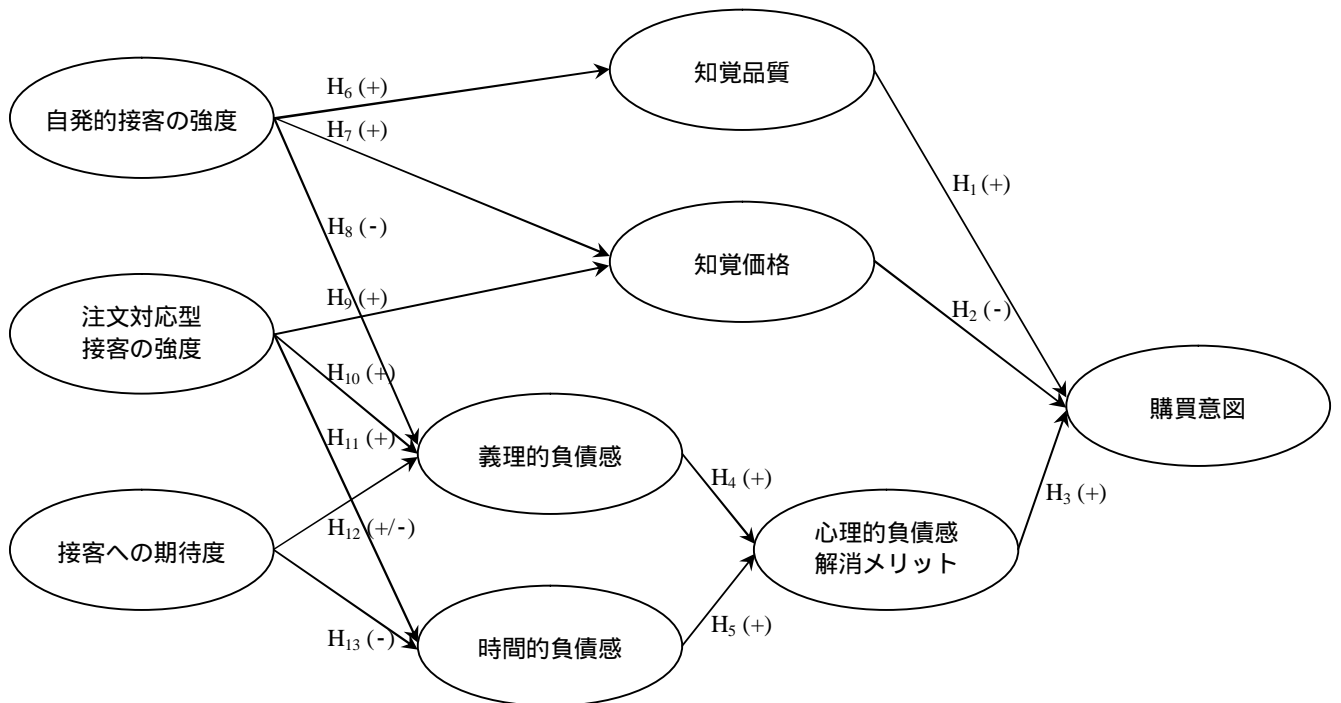 知覚品質
自発的接客の強度
H6 (+)
H7 (+)
H1 (+)
H8 (-)
知覚価格
H9 (+)
注文対応型
接客の強度
H2 (-)
H10 (+)
購買意図
H11 (+)
義理的負債感
H4 (+)
H3 (+)
H12 (+/-)
接客への期待度
心理的負債感
解消メリット
H5 (+)
H13 (-)
時間的負債感